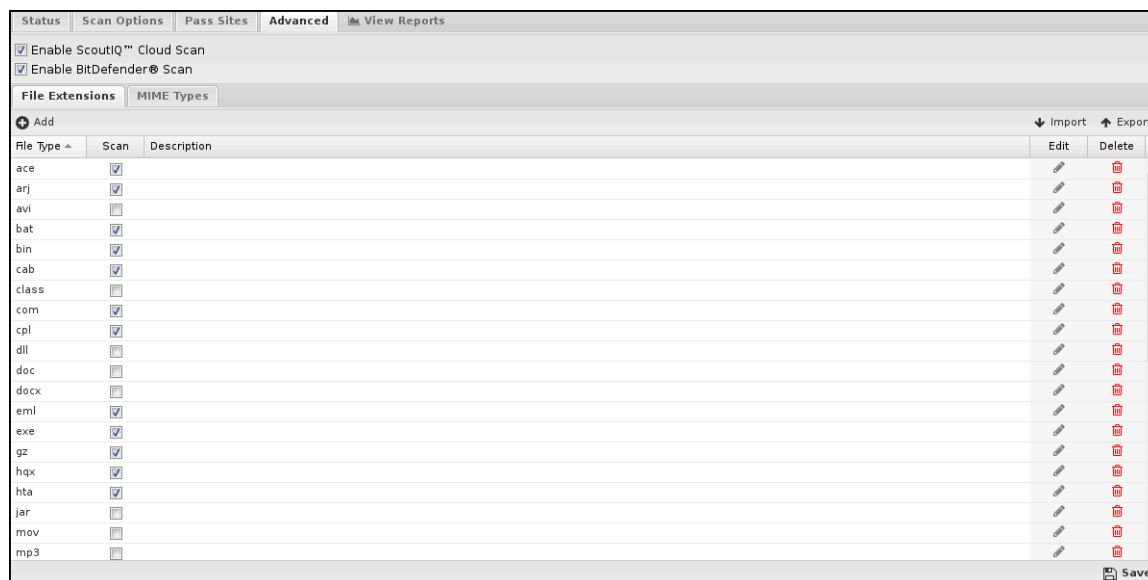 Status Scan Options Pass Sites Advanced View Reports
Enable ScoutIQ™ Cloud Scan
Enable BitDefender® Scan
File Extensions MIME Types
Add Import Expor
File Type Scan Description Edit Delete
ace
arj
avi
bat
bin
cab
class
com
cpl
dll
doc
docx
eml
exe
gz
hqx
hta
jar
mov
mp3
Save